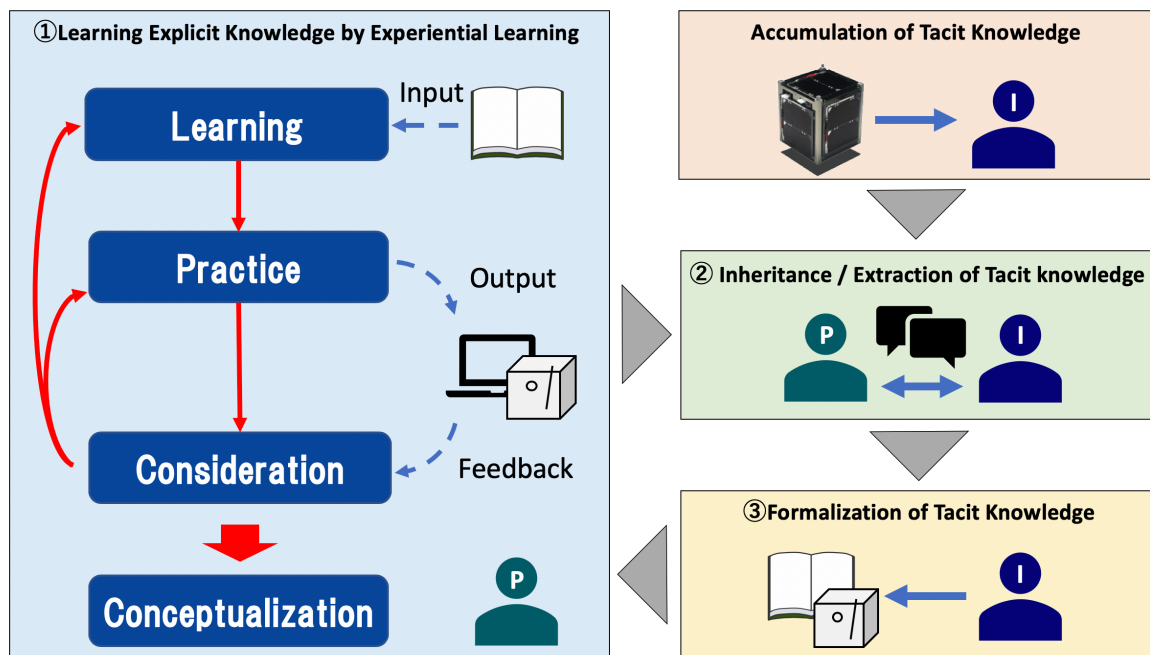 ①Learning Explicit Knowledge by Experiential Learning
Input
Learning
Practice
Output
Consideration
Feedback
Conceptualization
P
Accumulation of Tacit Knowledge
I
② Inheritance / Extraction of Tacit knowledge
P
I
③Formalization of Tacit Knowledge
I